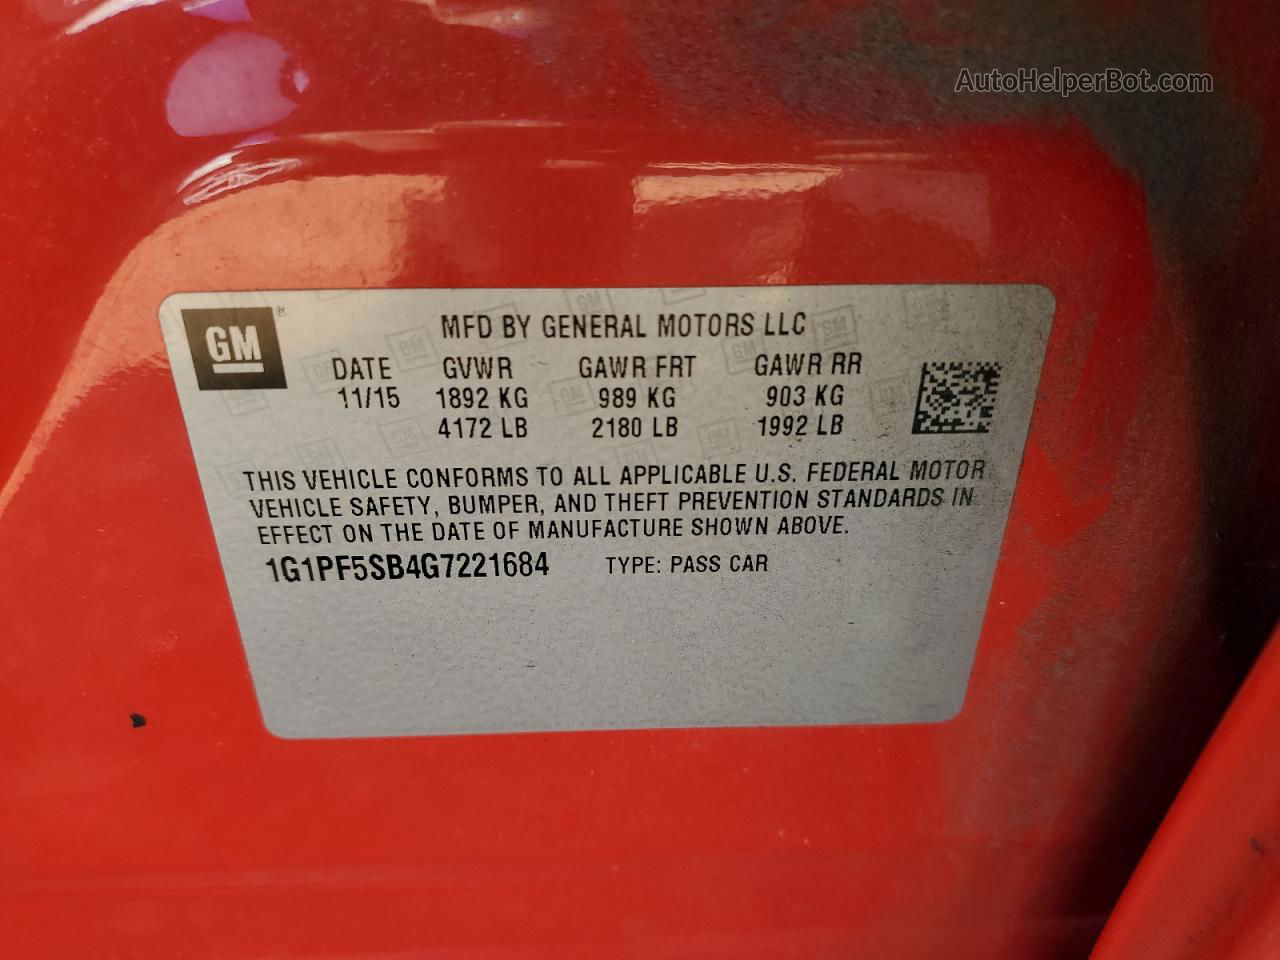 AutoHelperBot.com
GM ®
MFD BY GENERAL MOTORS LLC
DATE GVWR GAWR FRT GAWR RR
11/15 1892 KG 989 KG 903 KG
4172 LB 2180 LB 1992 LB
THIS VEHICLE CONFORMS TO ALL APPLICABLE U.S. FEDERAL MOTOR
VEHICLE SAFETY, BUMPER, AND THEFT PREVENTION STANDARDS IN
EFFECT ON THE DATE OF MANUFACTURE SHOWN ABOVE.
1G1PF5SB4G7221684 TYPE: PASS CAR